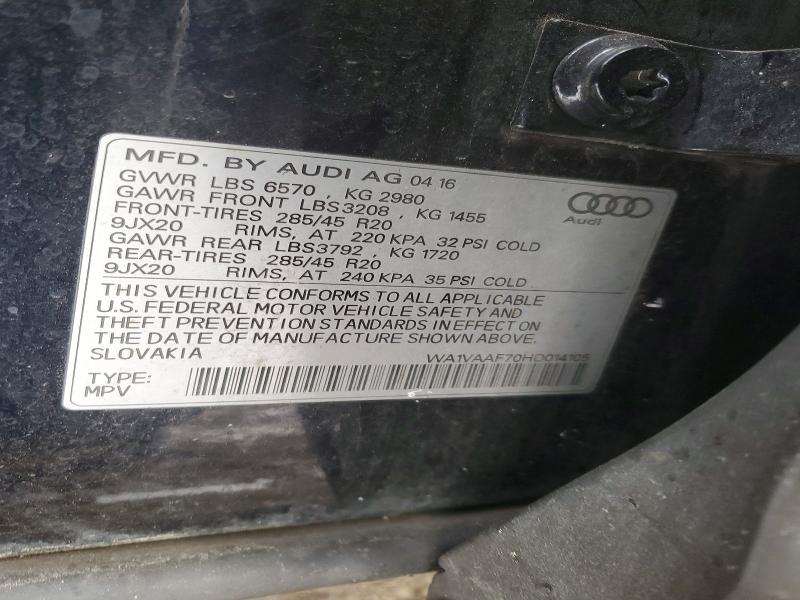 MFD. BY AUDI AG 04 16
GVWR LBS 6570 , KG 2980
GAWR FRONT LBS3208 , KG 1455
FRONT-TIRES 285/45 R20
9JX20 RIMS, AT 220 KPA 32 PSI COLD
GAWR REAR LBS3792 , KG 1720
REAR-TIRES 285/45 R20
9JX20 RIMS, AT 240 KPA 35 PSI COLD
Audi
THIS VEHICLE CONFORMS TO ALL APPLICABLE
U.S. FEDERAL MOTOR VEHICLE SAFETY AND
THEFT PREVENTION STANDARDS IN EFFECT ON
THE DATE OF MANUFACTURE SHOWN ABOVE.
SLOVAKIA WA1VAAF70HD014105
TYPE:
MPV